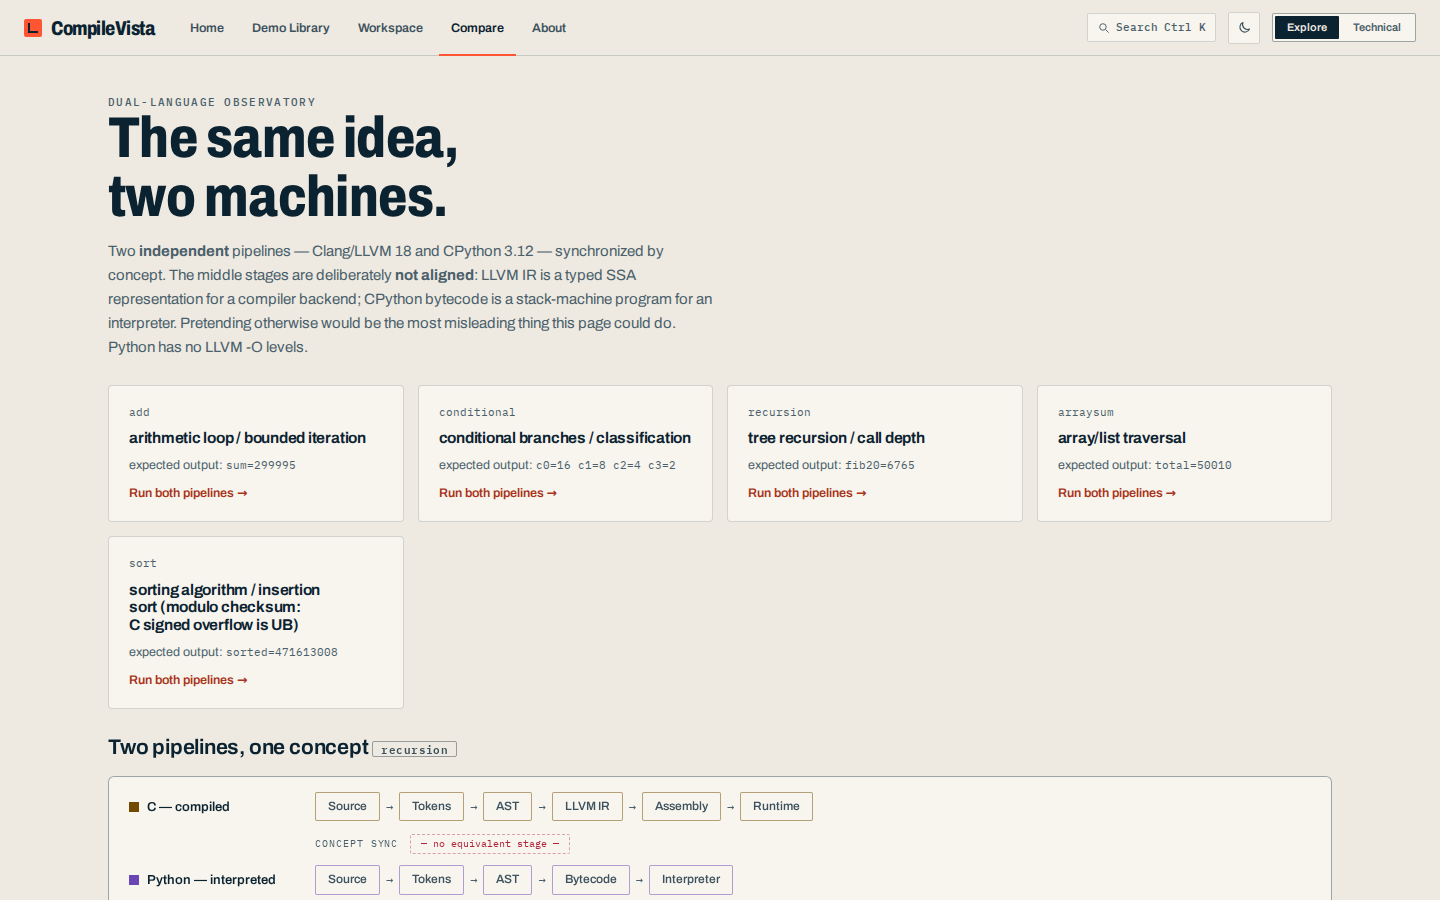 CompileVista
Home
Demo Library
Workspace
Compare
About
Search Ctrl K
Explore
Technical
DUAL-LANGUAGE OBSERVATORY
The same idea,
two machines.
Two independent pipelines — Clang/LLVM 18 and CPython 3.12 — synchronized by
concept. The middle stages are deliberately not aligned: LLVM IR is a typed SSA
representation for a compiler backend; CPython bytecode is a stack-machine program for an
interpreter. Pretending otherwise would be the most misleading thing this page could do.
Python has no LLVM -O levels.
add
arithmetic loop / bounded iteration
expected output: sum=299995
Run both pipelines →
conditional
conditional branches / classification
expected output: c0=16 c1=8 c2=4 c3=2
Run both pipelines →
recursion
tree recursion / call depth
expected output: fib20=6765
Run both pipelines →
arraysum
array/list traversal
expected output: total=50010
Run both pipelines →
sort
sorting algorithm / insertion
sort (modulo checksum:
C signed overflow is UB)
expected output: sorted=471613008
Run both pipelines →
Two pipelines, one concept recursion
C — compiled
Source → Tokens → AST → LLVM IR → Assembly → Runtime
CONCEPT SYNC — no equivalent stage —
Python — interpreted
Source → Tokens → AST → Bytecode → Interpreter